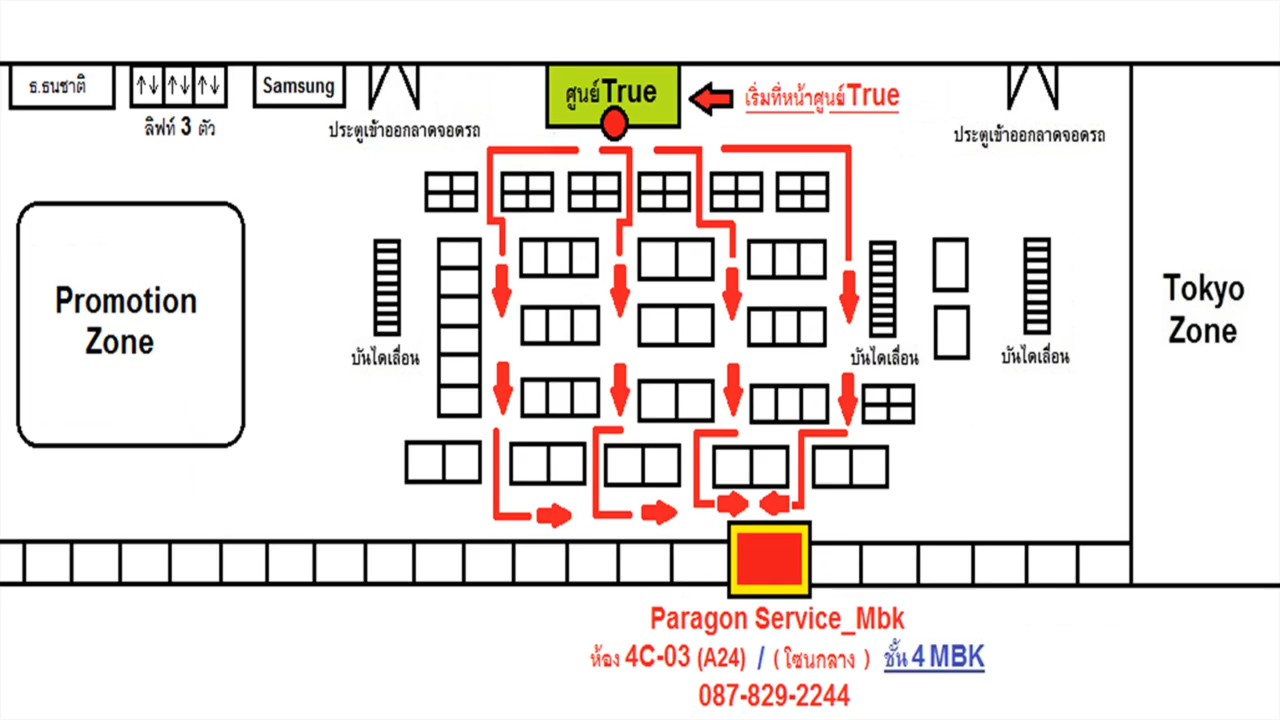 ธ.ธนชาติ
ลิฟท์ 3 ตัว
Samsung
ประตูเข้าออกลาดจอดรถ
ศูนย์True
เริ่มที่หน้าศูนย์True
ประตูเข้าออกลาดจอดรถ
Promotion
Zone
บันไดเลื่อน
บันไดเลื่อน
บันไดเลื่อน
Tokyo
Zone
Paragon Service_Mbk
ห้อง 4C-03 (A24) / ( โซนกลาง ) ชั้น 4 MBK
087-829-2244